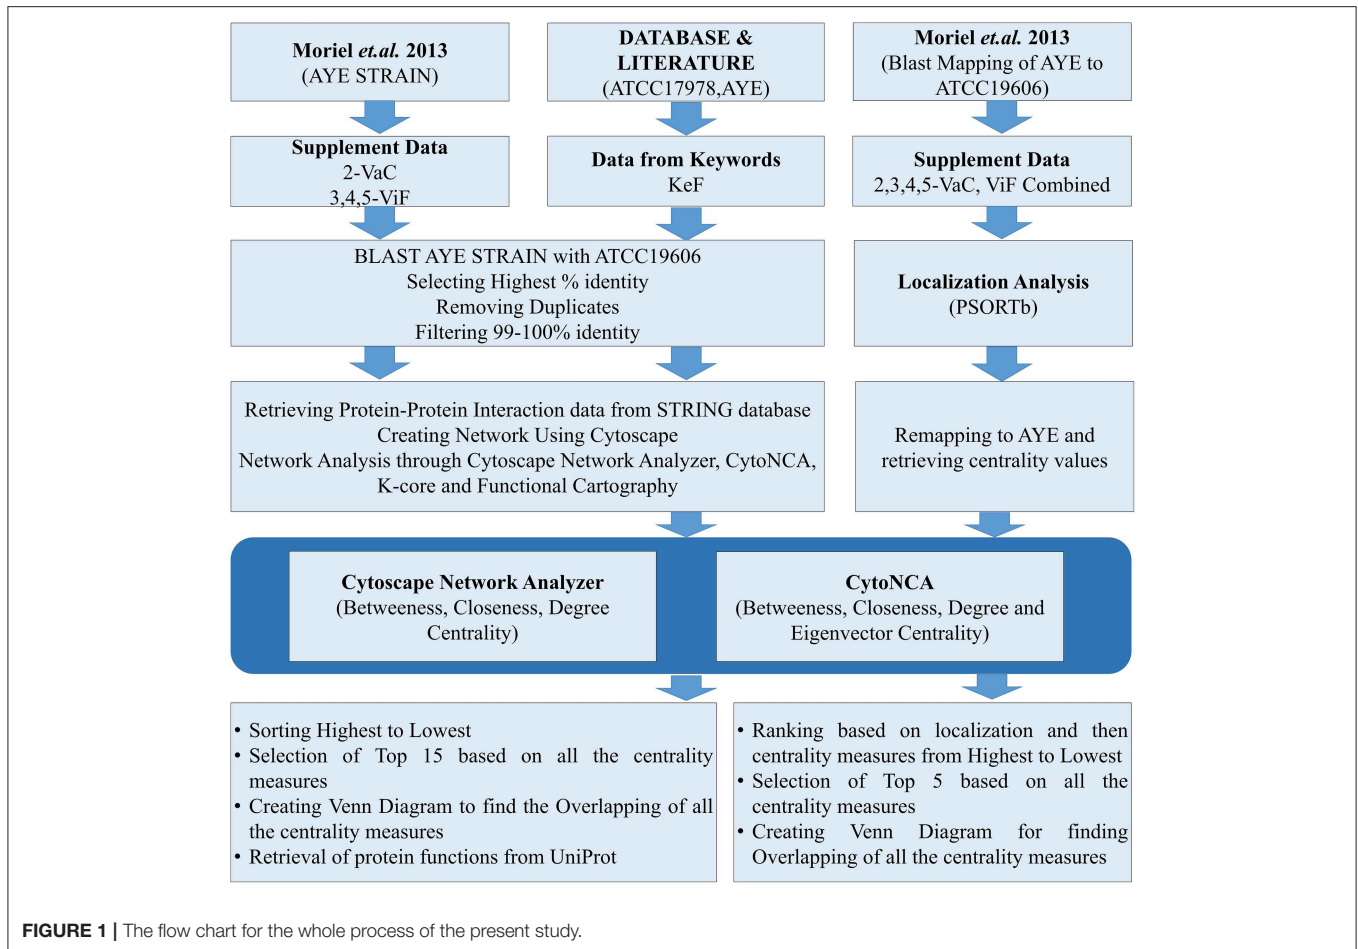 Moriel et.al. 2013
(AYE STRAIN)
DATABASE &
LITERATURE
(ATCC17978,AYE)
Moriel et.al. 2013
(Blast Mapping of AYE to
ATCC19606)
Supplement Data
2-VaC
3,4,5-ViF
Data from Keywords
KeF
Supplement Data
2,3,4,5-VaC, ViF Combined
BLAST AYE STRAIN with ATCC19606
Selecting Highest % identity
Removing Duplicates
Filtering 99-100% identity
Localization Analysis
(PSORTb)
Retrieving Protein-Protein Interaction data from STRING database
Creating Network Using Cytoscape
Network Analysis through Cytoscape Network Analyzer, CytoNCA,
K-core and Functional Cartography
Remapping to AYE and
retrieving centrality values
Cytoscape Network Analyzer
(Betweeness, Closeness, Degree
Centrality)
CytoNCA
(Betweeness, Closeness, Degree and
Eigenvector Centrality)
• Sorting Highest to Lowest
• Selection of Top 15 based on all the centrality
measures
• Creating Venn Diagram to find the Overlapping of all
the centrality measures
• Retrieval of protein functions from UniProt
• Ranking based on localization and then
centrality measures from Highest to Lowest
• Selection of Top 5 based on all the
centrality measures
• Creating Venn Diagram for finding
Overlapping of all the centrality measures
FIGURE 1 | The flow chart for the whole process of the present study.